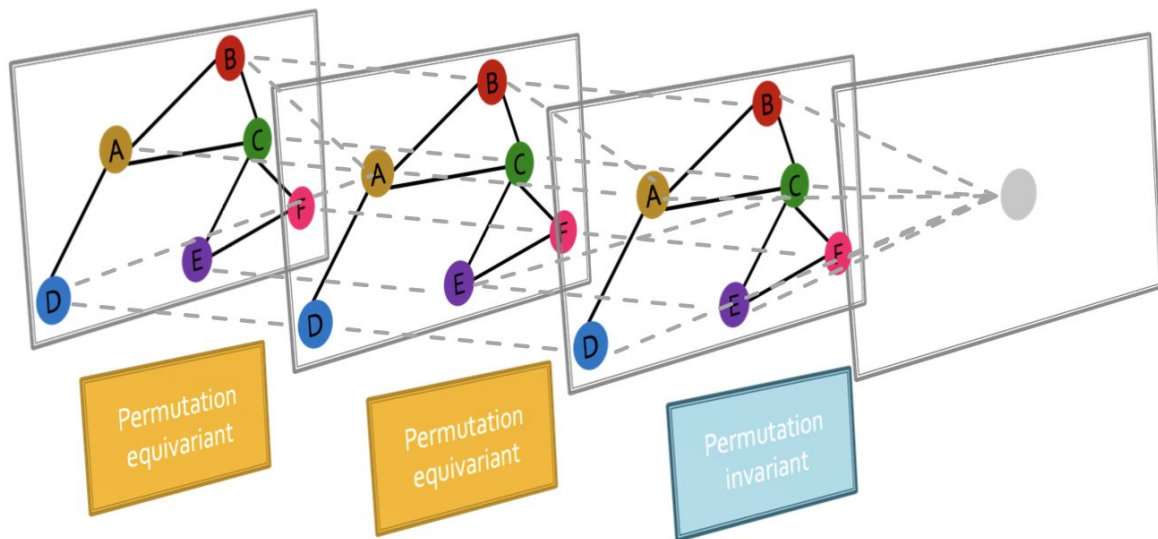 B
A
C
F
E
D
B
A
C
F
E
D
B
A
C
F
E
D
Permutation
equivariant
Permutation
equivariant
Permutation
invariant